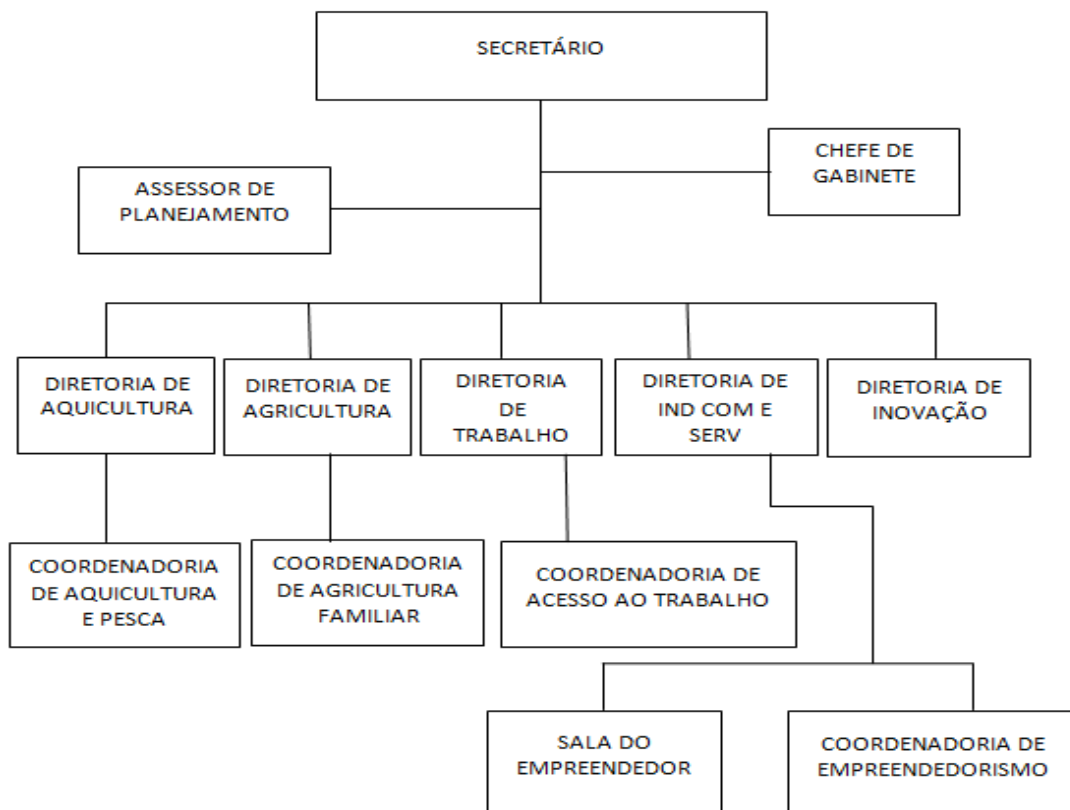 SECRETÁRIO
CHEFE DE
GABINETE
ASSESSOR DE
PLANEJAMENTO
DIRETORIA DE
AQUICULTURA
DIRETORIA DE
AGRICULTURA
DIRETORIA
DE
TRABALHO
DIRETORIA DE
IND COM E
SERV
DIRETORIA DE
INOVAÇÃO
COORDENADORIA
DE AQUICULTURA
E PESCA
COORDENADORIA
DE AGRICULTURA
FAMILIAR
COORDENADORIA DE
ACESSO AO TRABALHO
SALA DO
EMPREENDEDOR
COORDENADORIA DE
EMPREENDEDORISMO